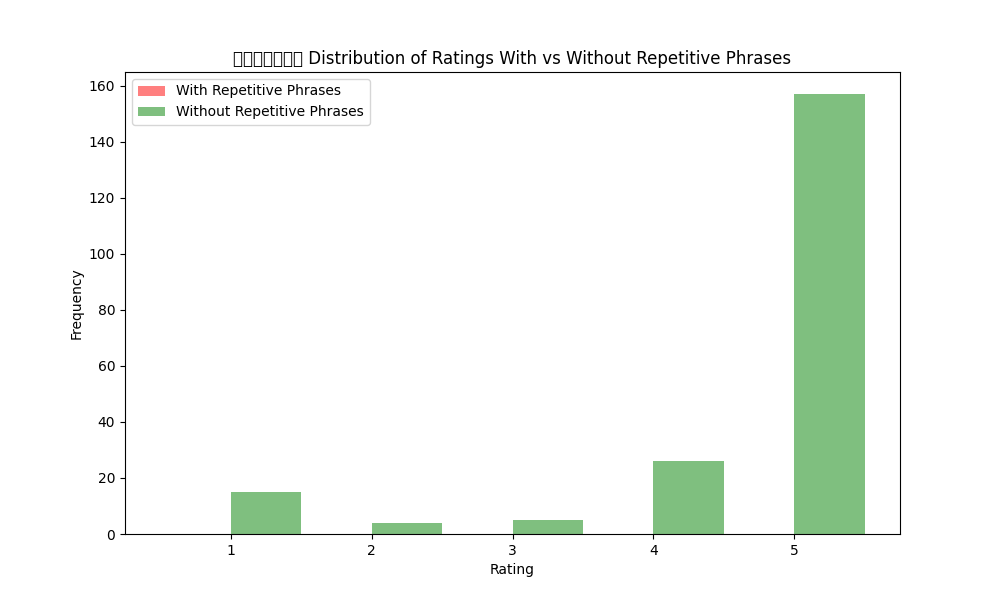 Distribution of Ratings With vs Without Repetitive Phrases
With Repetitive Phrases
Without Repetitive Phrases
160
140
120
100
80
60
40
20
0
Frequency
1 2 3 4 5
Rating